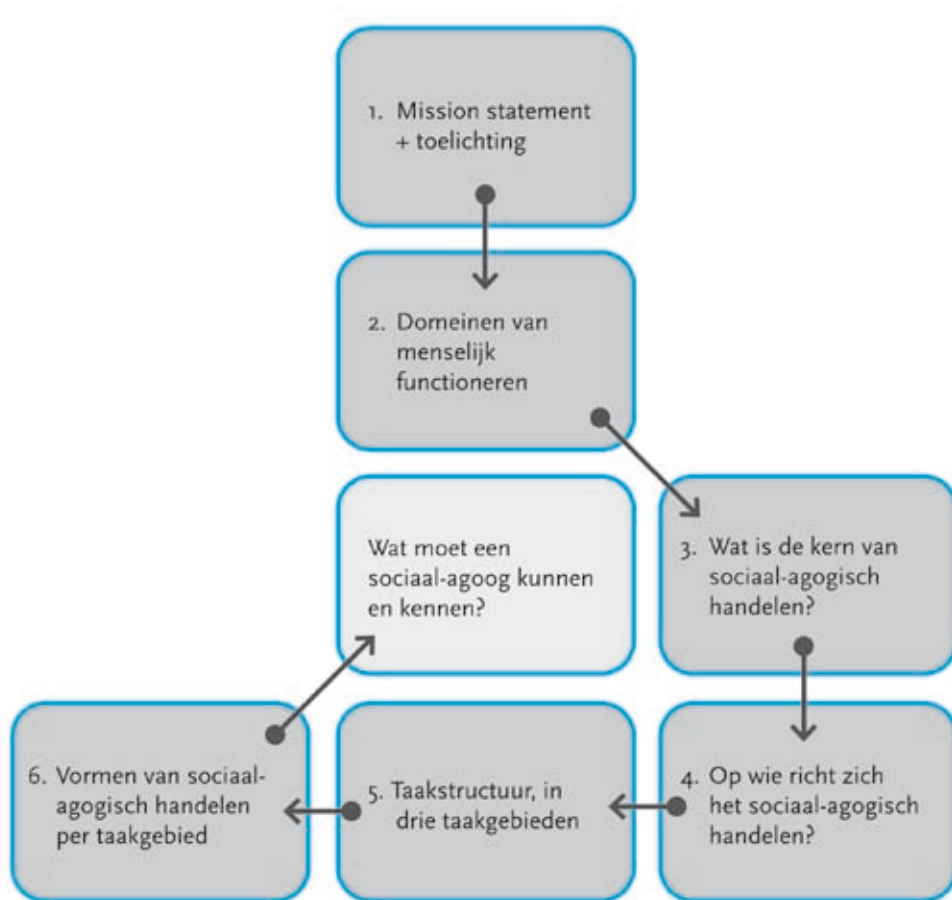 1. Mission statement
+ toelichting
2. Domeinen van
menselijk
functioneren
3. Wat is de kern van
sociaal-agogisch
handelen?
4. Op wie richt zich
het sociaal-agogisch
handelen?
5. Taakstructuur, in
drie taakgebieden
6. Vormen van sociaal-
agogisch handelen
per taakgebied
Wat moet een
sociaal-agoog kunnen
en kennen?